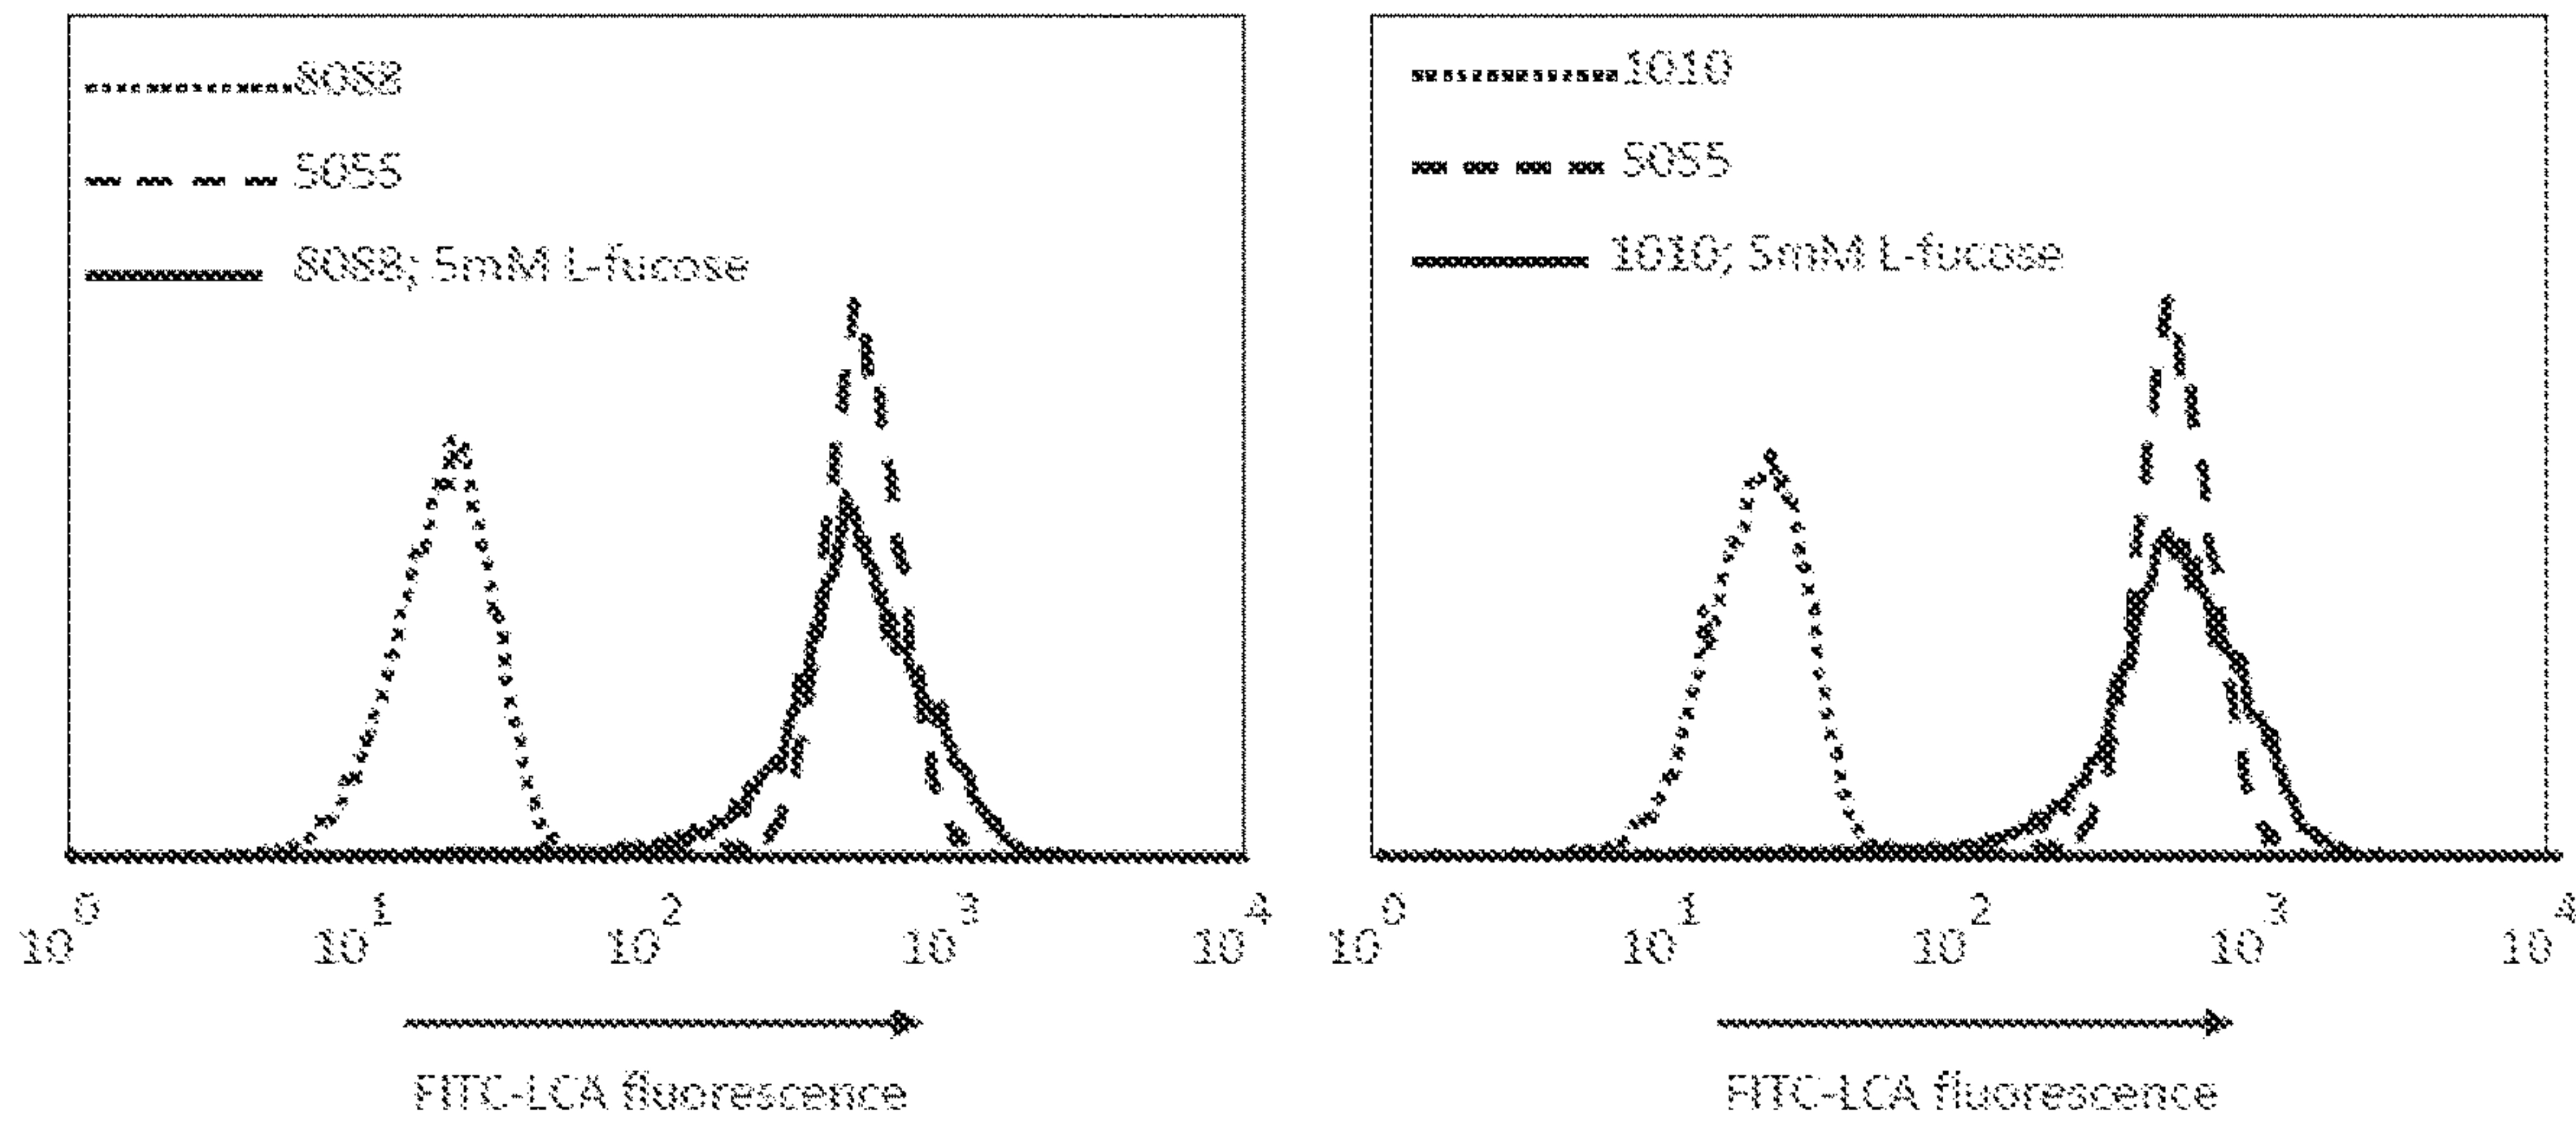 8088
5055
8088; 5mM L-fucose
10^0 10^1 10^2 10^3 10^4
FITC-LCA fluorescence
1010
5055
1010; 5mM L-fucose
10^0 10^1 10^2 10^3 10^4
FITC-LCA fluorescence